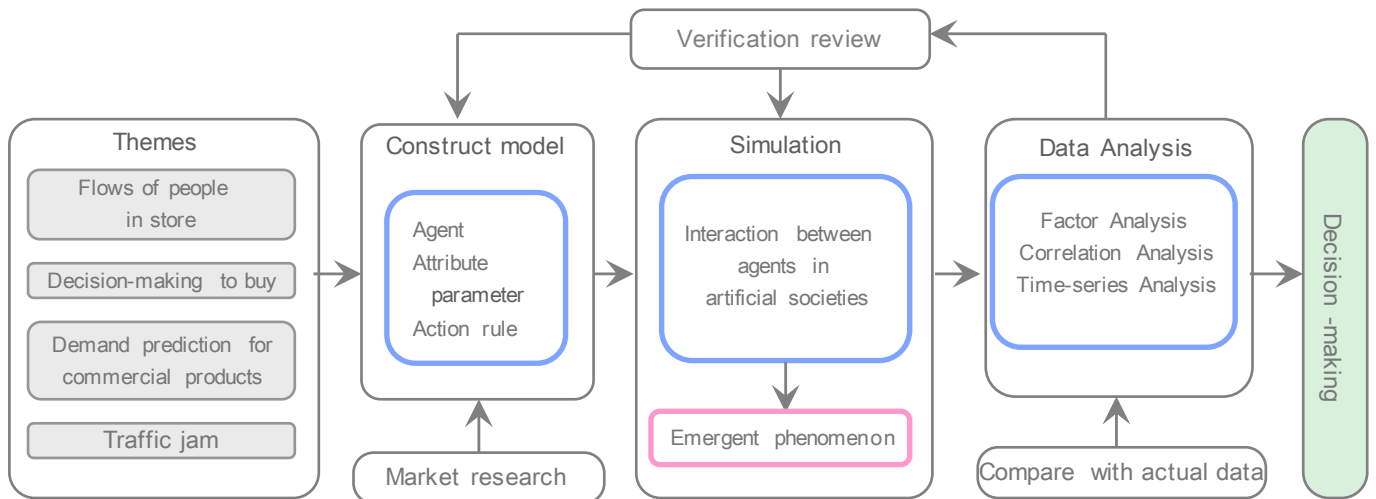 Verification review
Themes
Flows of people
in store
Decision-making to buy
Demand prediction for
commercial products
Traffic jam
Construct model
Agent
Attribute
parameter
Action rule
Market research
Simulation
Interaction between
agents in
artificial societies
Emergent phenomenon
Data Analysis
Factor Analysis
Correlation Analysis
Time-series Analysis
Compare with actual data
Decision -making